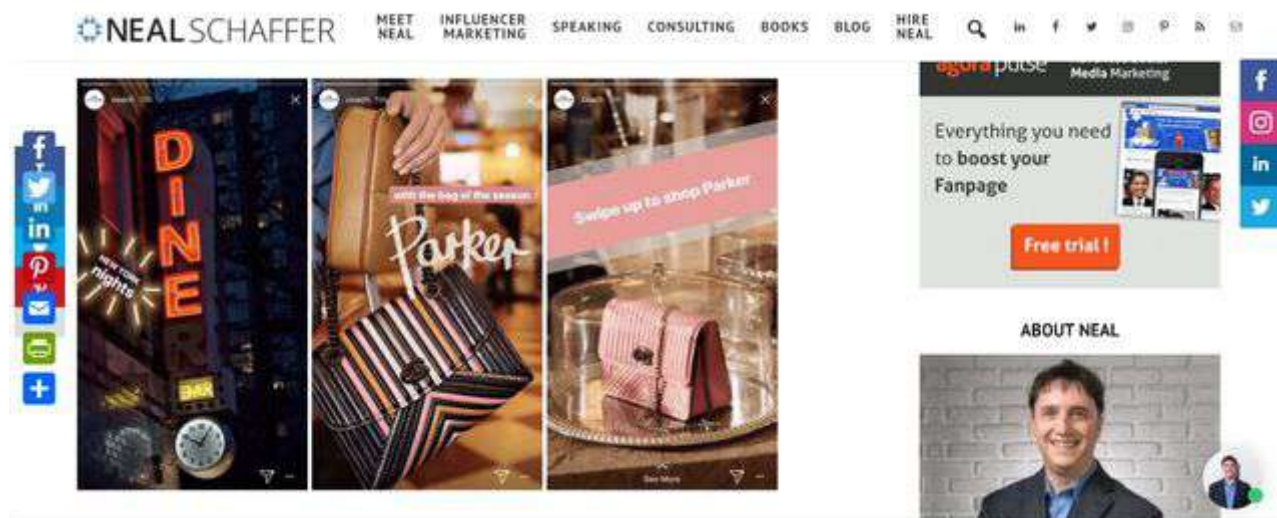 NEALSCHAFFER
MEET NEAL
INFLUENCER MARKETING
SPEAKING
CONSULTING
BOOKS
BLOG
HIRE NEAL
DINER
NEW YORK
nights
BAR
with the bag of the season
Parker
Swipe up to shop Parker
See More
agorapulse
Media Marketing
Everything you need
to boost your
Fanpage
Free trial !
ABOUT NEAL